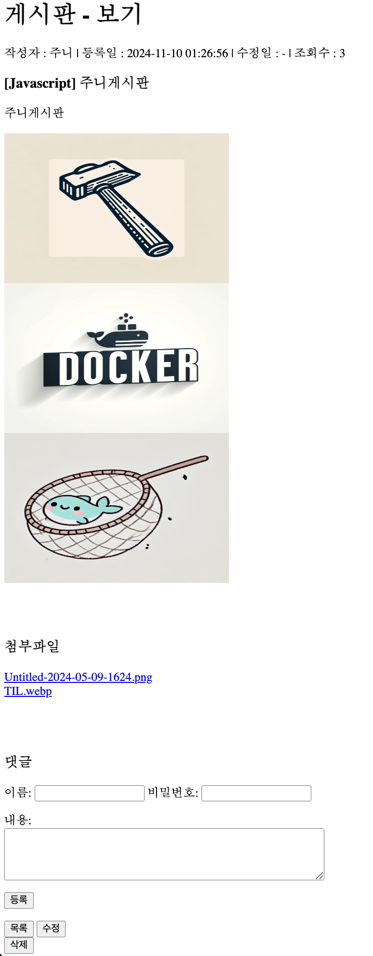 게시판 - 보기
작성자 : 주니 | 등록일 : 2024-11-10 01:26:56 | 수정일 : - | 조회수 : 3
[Javascript] 주니게시판
주니게시판
DOCKER
첨부파일
Untitled-2024-05-09-1624.png
TIL.webp
댓글
이름: 비밀번호:
내용:
등록
목록 수정
삭제